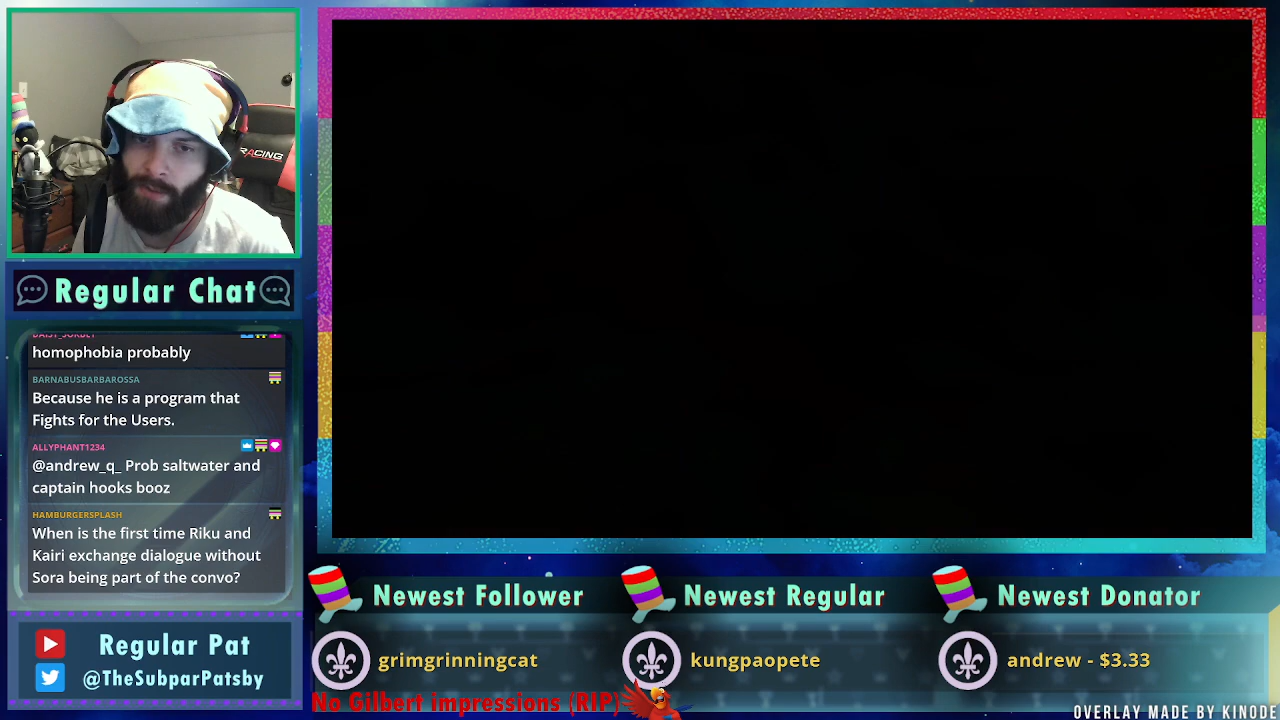 RACING
Regular Chat
DAISY_SORBET
homophobia probably
BARNABUSBARBAROSSA
Because he is a program that
Fights for the Users.
ALLYPHANT1234
@andrew_q_ Prob saltwater and
captain hooks booz
HAMBURGERSPLASH
When is the first time Riku and
Kairi exchange dialogue without
Sora being part of the convo?
Regular Pat
@TheSubparPatsby
Newest Follower
grimgrinningcat
Newest Regular
kungpaopete
Newest Donator
andrew - $3.33
No Gilbert impressions (RIP)
OVERLAY MADE BY KINODE